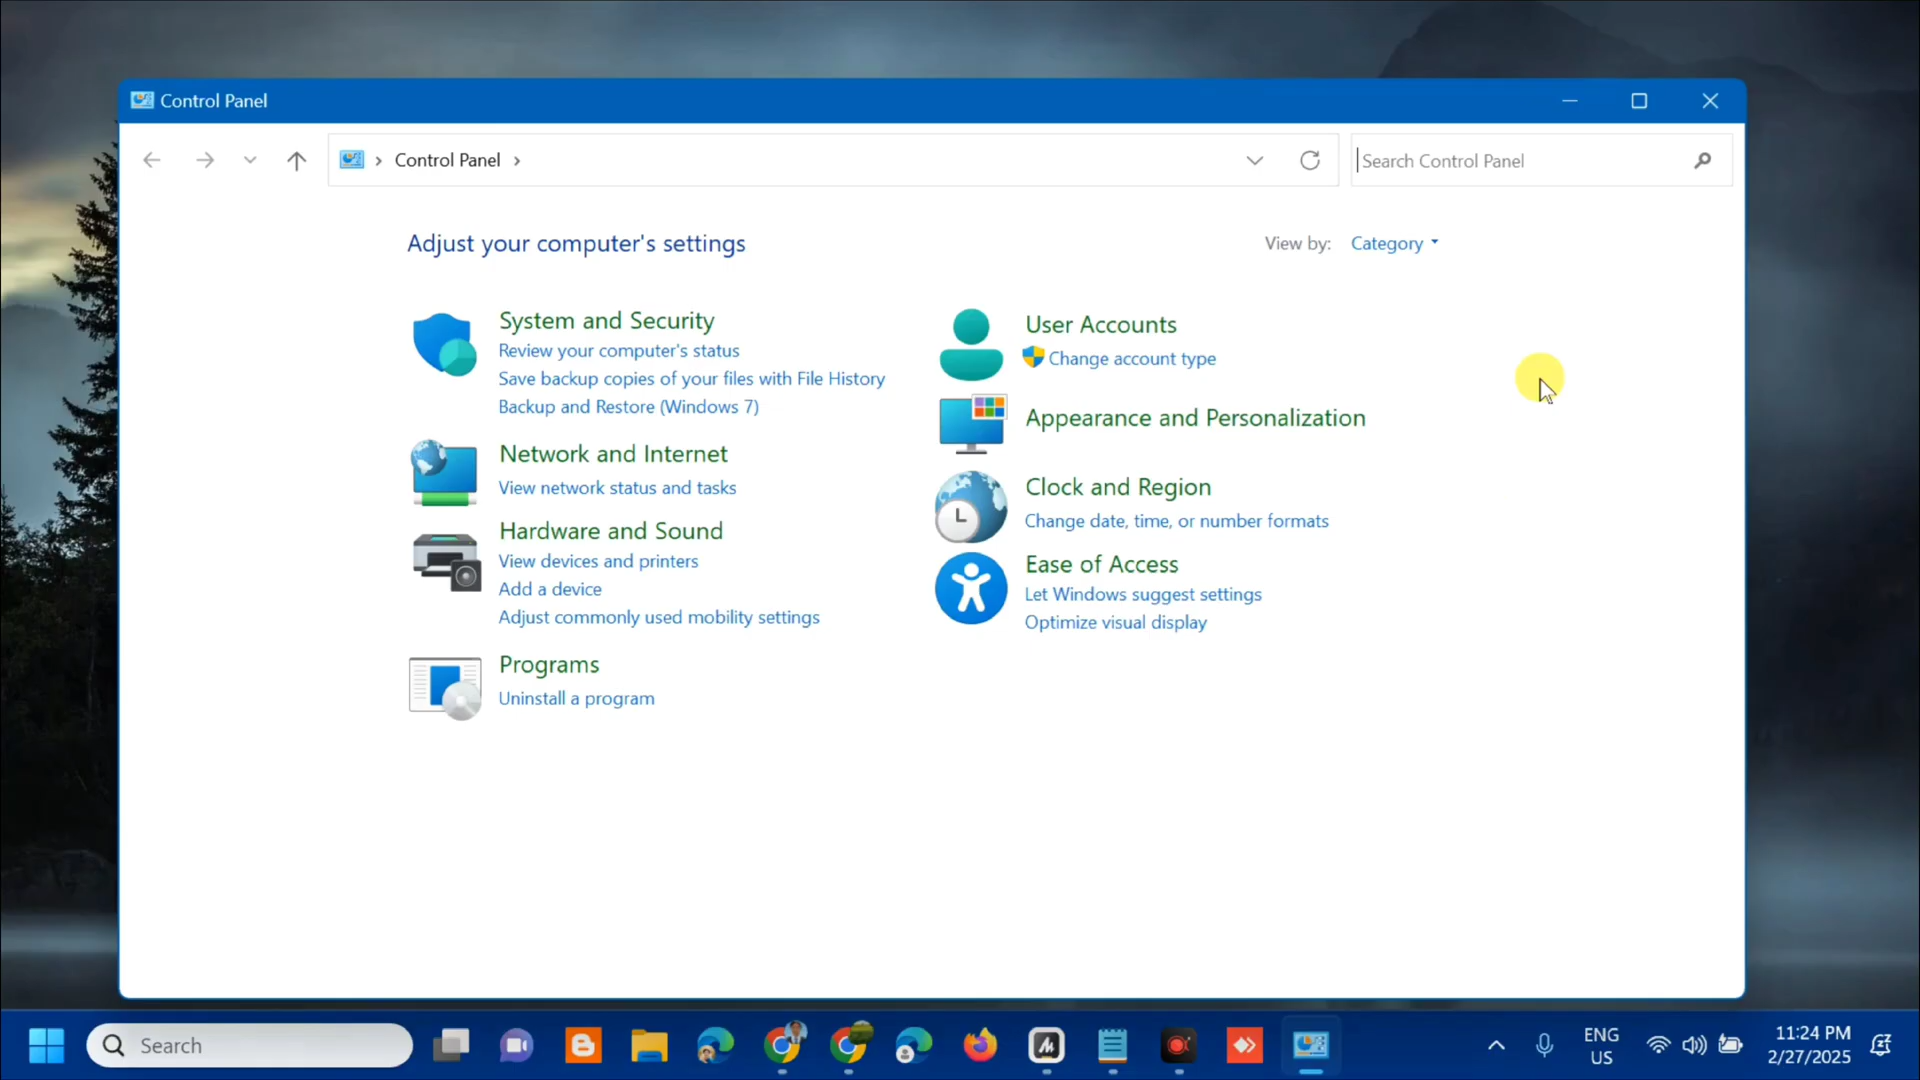 Control Panel
Control Panel
Search Control Panel
Adjust your computer's settings
View by: Category
System and Security
Review your computer's status
Save backup copies of your files with File History
Backup and Restore (Windows 7)
Network and Internet
View network status and tasks
Hardware and Sound
View devices and printers
Add a device
Adjust commonly used mobility settings
Programs
Uninstall a program
User Accounts
Change account type
Appearance and Personalization
Clock and Region
Change date, time, or number formats
Ease of Access
Let Windows suggest settings
Optimize visual display
Search
ENG
US
11:24 PM
2/27/2025